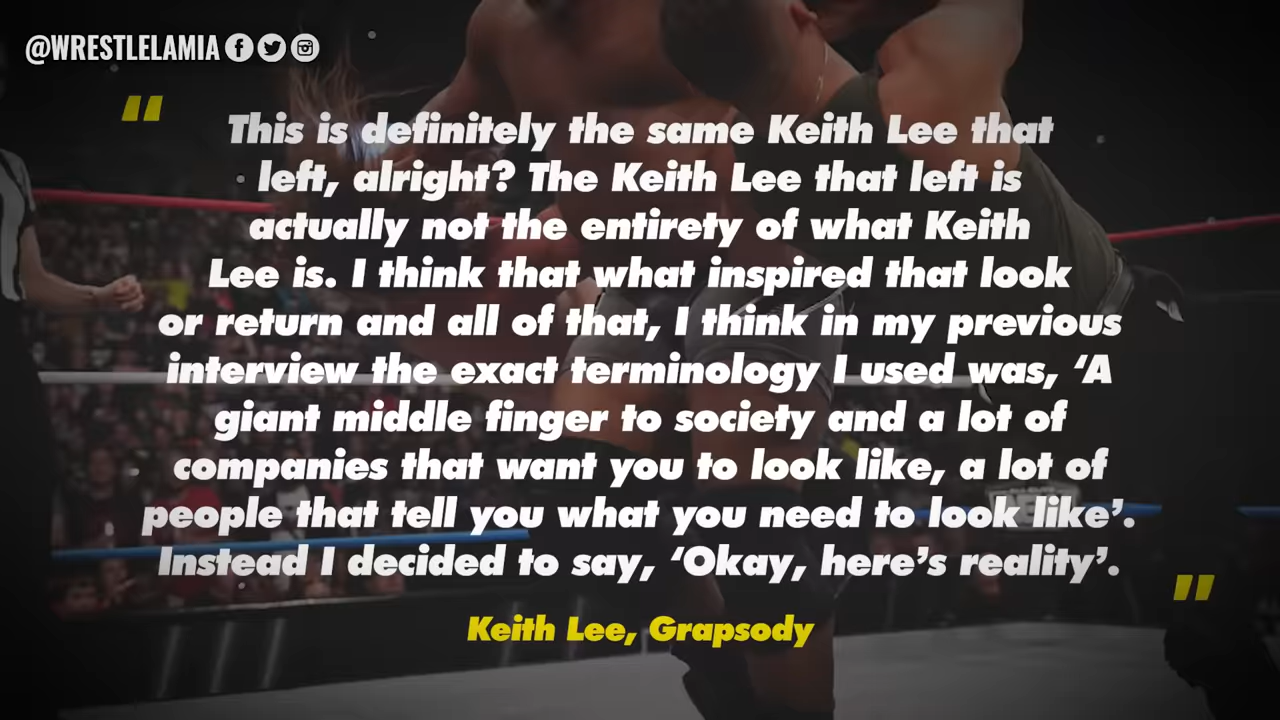 @WRESTLELAMIA
"
This is definitely the same Keith Lee that
left, alright? The Keith Lee that left is
actually not the entirety of what Keith
Lee is. I think that what inspired that look
or return and all of that, I think in my previous
interview the exact terminology I used was, ‘A
giant middle finger to society and a lot of
companies that want you to look like, a lot of
people that tell you what you need to look like’.
Instead I decided to say, ‘Okay, here’s reality’.
"
Keith Lee, Grapsody